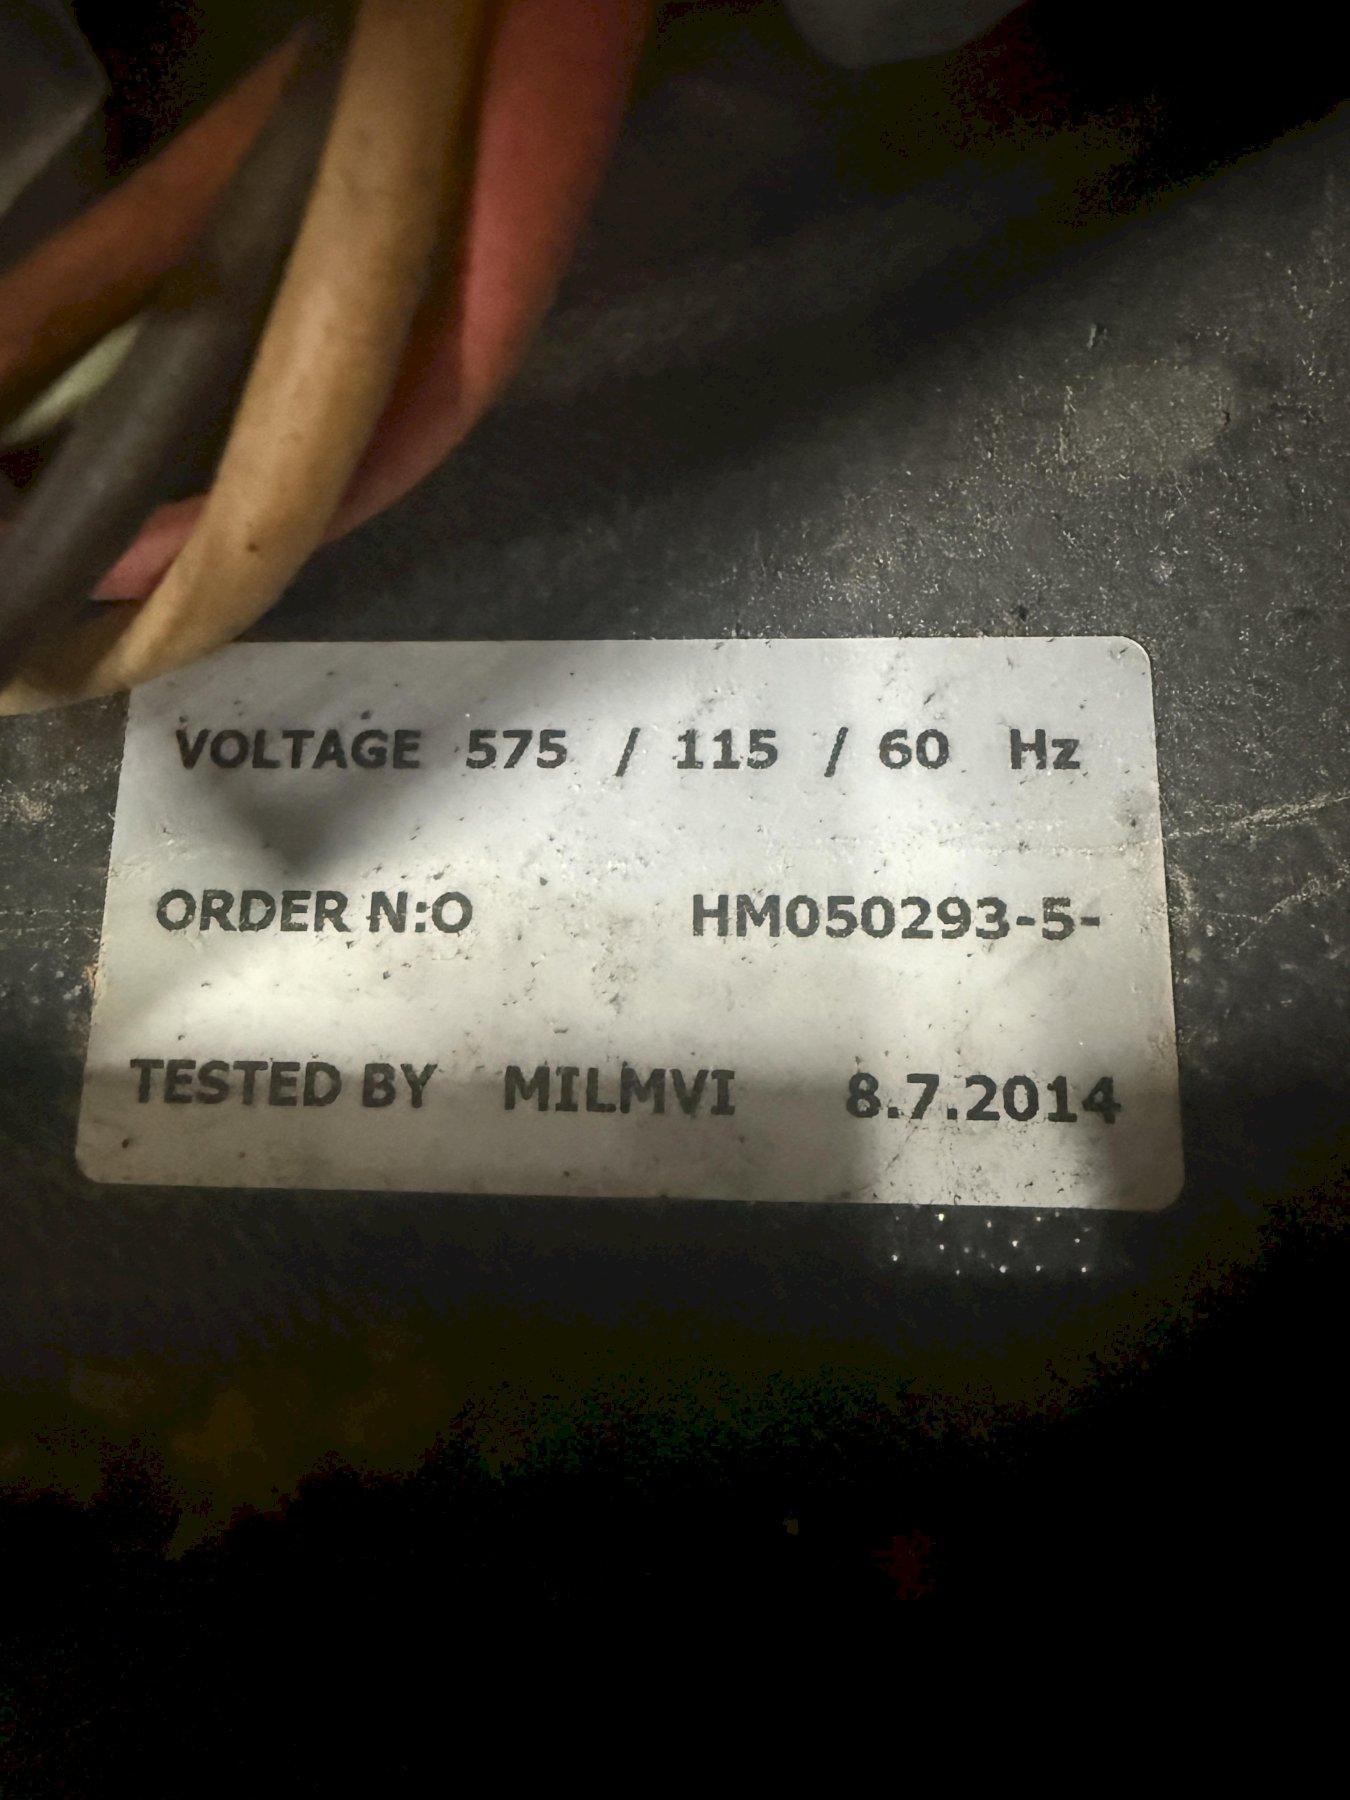 VOLTAGE 575 / 115 / 60 Hz
ORDER N:O HM050293-5-
TESTED BY MILMVI 8.7.2014